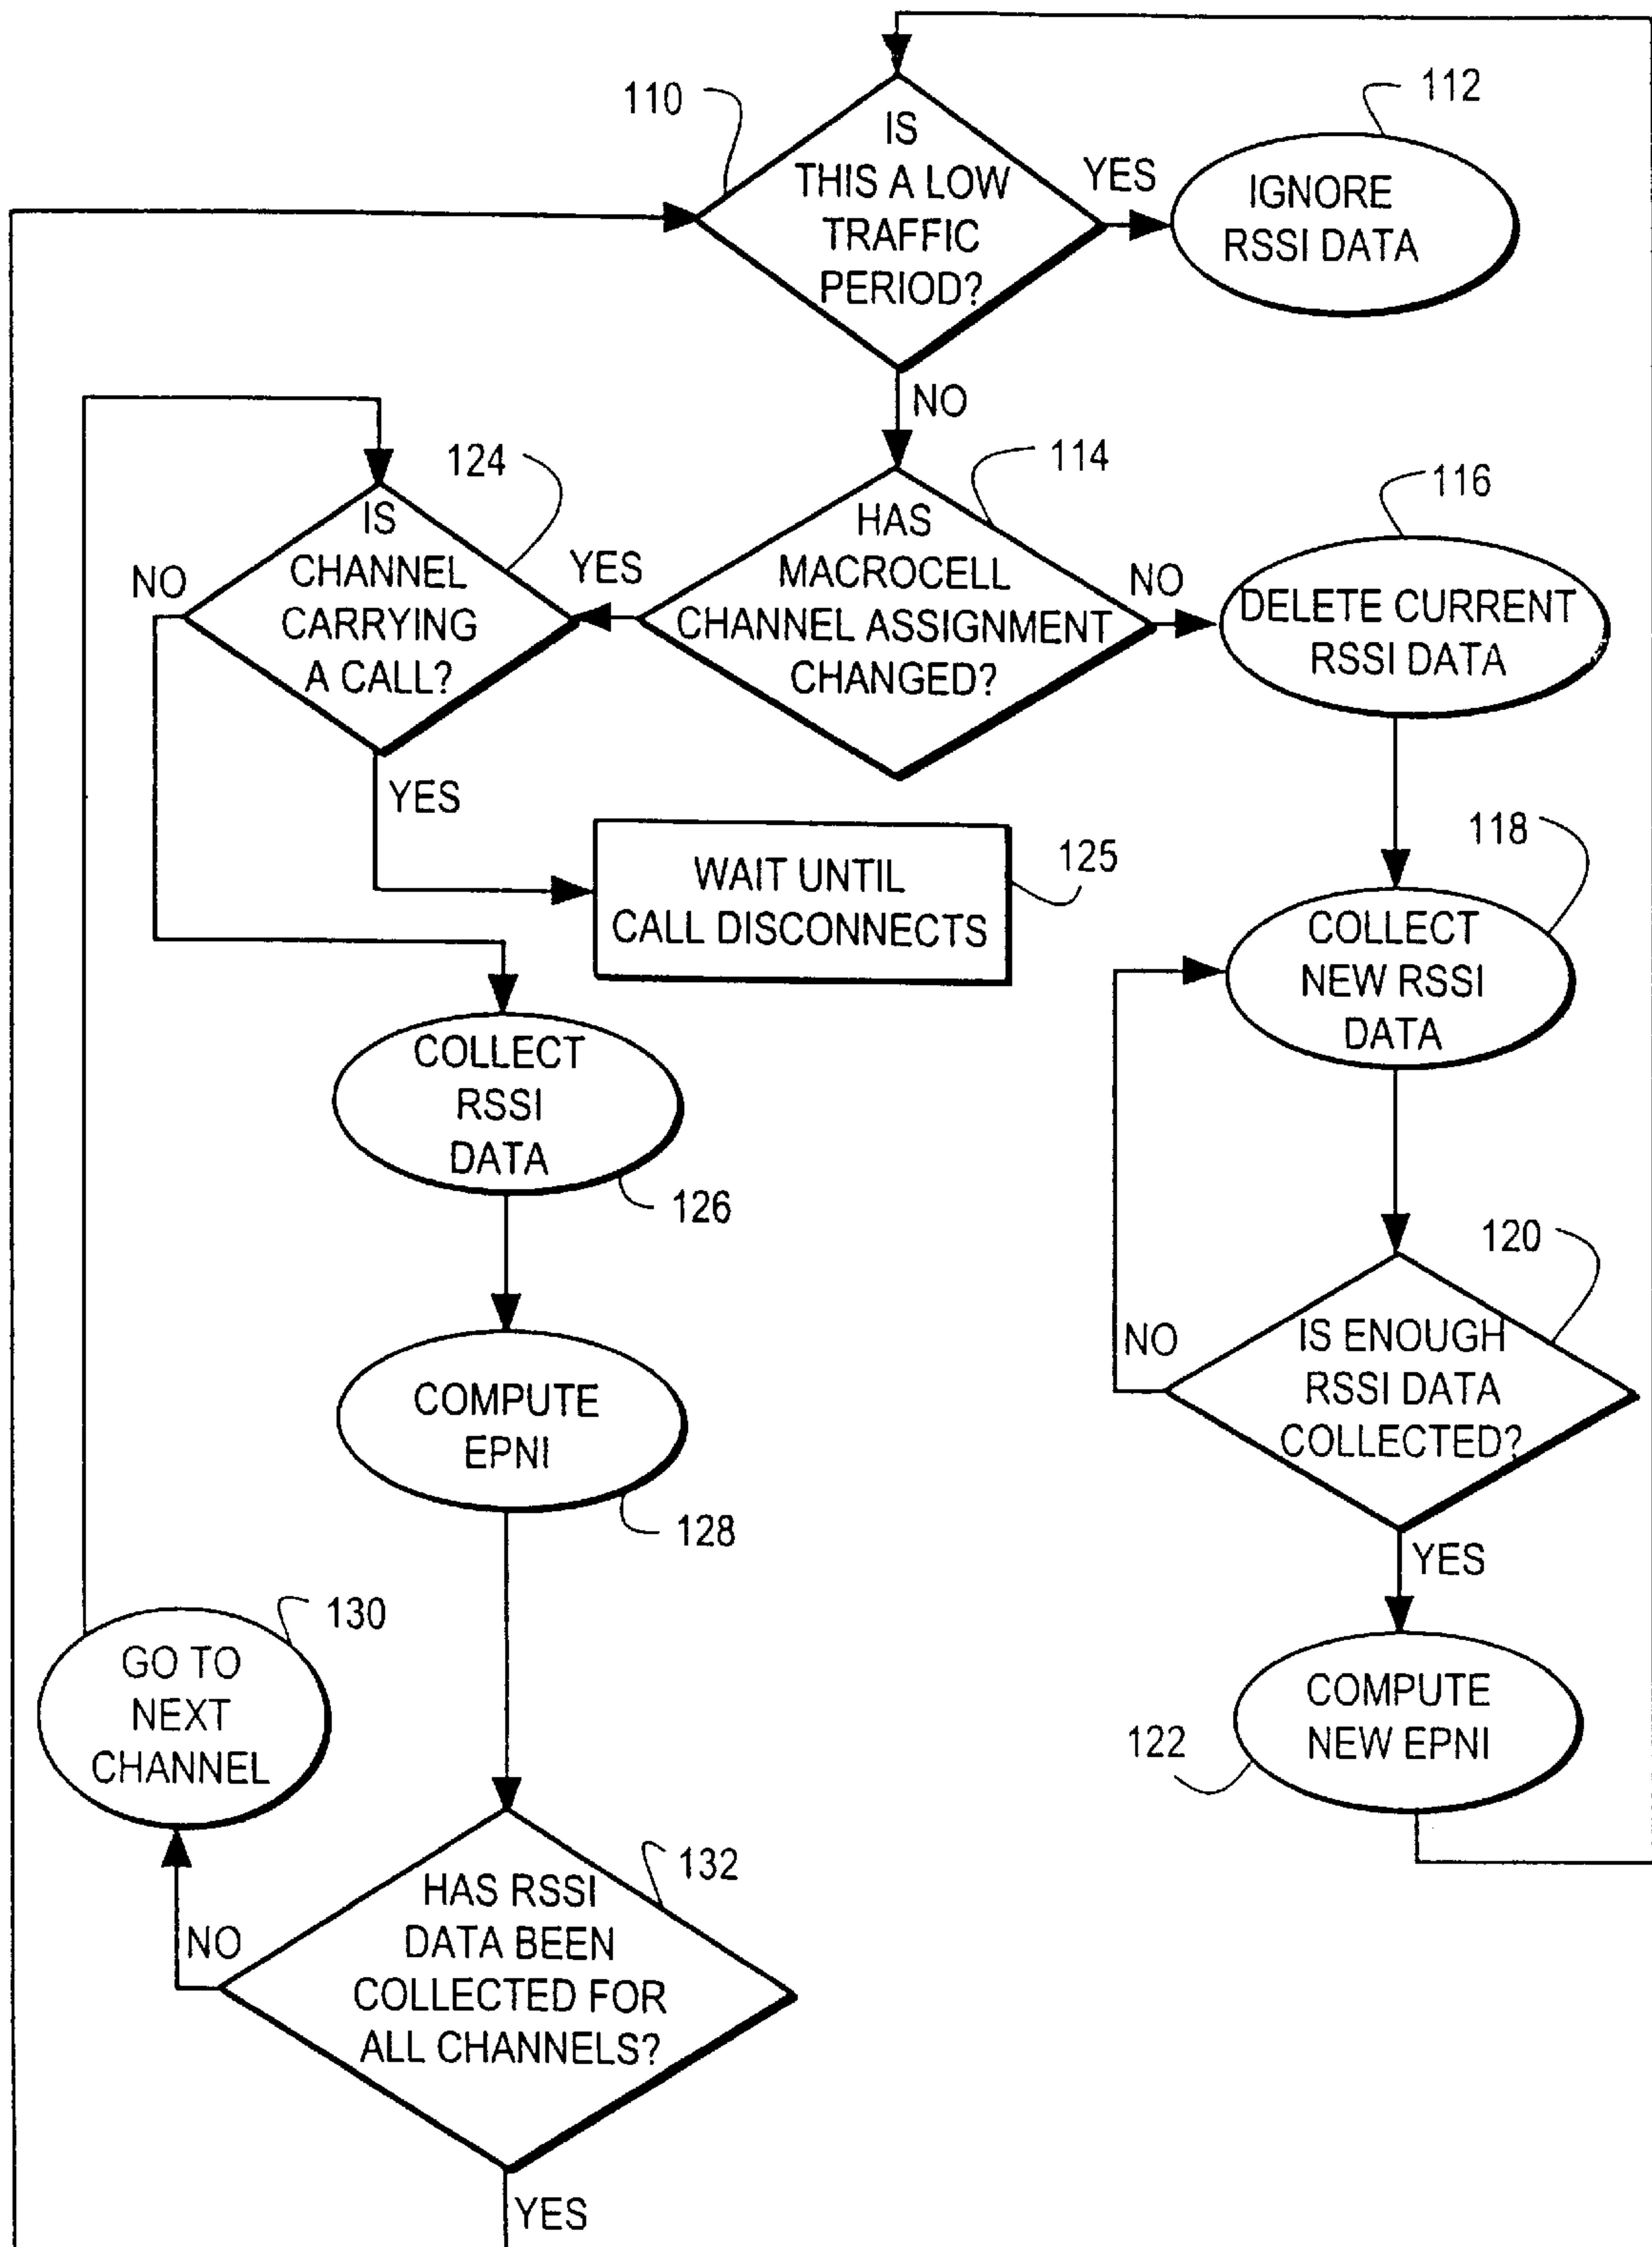 110
IS
THIS A LOW
TRAFFIC
PERIOD?
YES
112
IGNORE
RSSI DATA
NO
114
HAS
MACROCELL
CHANNEL ASSIGNMENT
CHANGED?
YES
NO
124
IS
CHANNEL
CARRYING
A CALL?
NO
YES
116
DELETE CURRENT
RSSI DATA
125
WAIT UNTIL
CALL DISCONNECTS
118
COLLECT
NEW RSSI
DATA
COLLECT
RSSI
DATA
126
120
IS ENOUGH
RSSI DATA
COLLECTED?
NO
YES
COMPUTE
EPNI
128
130
GO TO
NEXT
CHANNEL
COMPUTE
NEW EPNI
122
132
HAS RSSI
DATA BEEN
COLLECTED FOR
ALL CHANNELS?
NO
YES